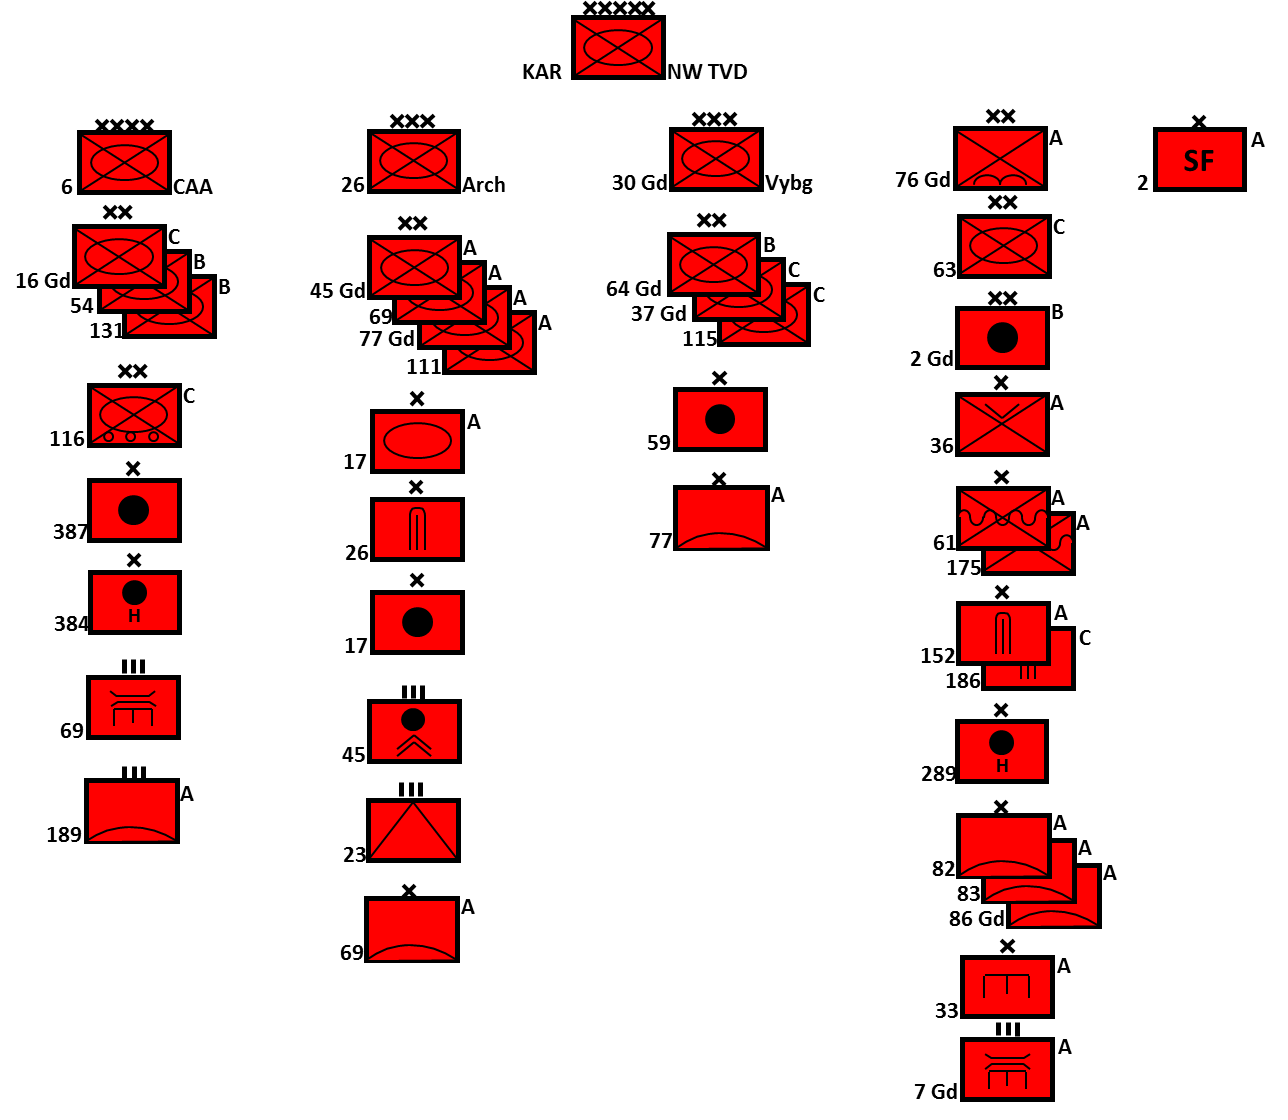 KAR NW TVD
6 CAA
16 Gd C
54 B
131 B
116 C
387
384 H
69
189 A
26 Arch
45 Gd A
69 A
77 Gd A
111 A
17 A
26
17
45
23
69 A
30 Gd Vybg
64 Gd B
37 Gd C
115 C
59
77 A
76 Gd A
63 C
2 Gd B
36 A
61 A
175 A
152 A
186 C
289 H
82 A
83 A
86 Gd A
33 A
7 Gd A
2 SF A